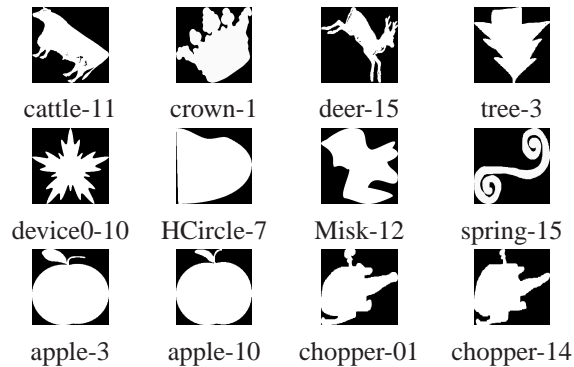 cattle-11 crown-1 deer-15 tree-3
device0-10 HCircle-7 Misk-12 spring-15
apple-3 apple-10 chopper-01 chopper-14